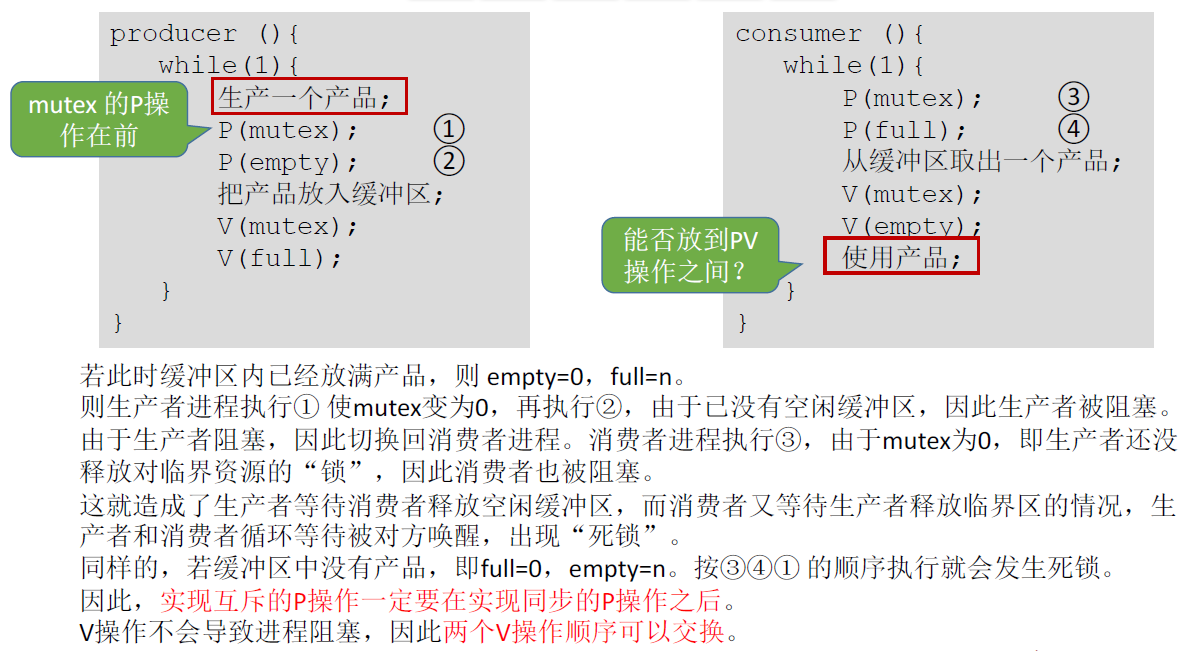 producer (){
while(1){
生产一个产品;
P(mutex); ①
P(empty); ②
把产品放入缓冲区;
V(mutex);
V(full);
}
}
mutex 的P操
作在前
consumer (){
while(1){
P(mutex); ③
P(full); ④
从缓冲区取出一个产品;
V(mutex);
V(empty);
使用产品;
}
}
能否放到PV
操作之间?
若此时缓冲区内已经放满产品，则 empty=0，full=n。
则生产者进程执行① 使mutex变为0，再执行②，由于已没有空闲缓冲区，因此生产者被阻塞。
由于生产者阻塞，因此切换回消费者进程。消费者进程执行③，由于mutex为0，即生产者还没
释放对临界资源的“锁”，因此消费者也被阻塞。
这就造成了生产者等待消费者释放空闲缓冲区，而消费者又等待生产者释放临界区的情况，生
产者和消费者循环等待被对方唤醒，出现“死锁”。
同样的，若缓冲区中没有产品，即full=0，empty=n。按③④① 的顺序执行就会发生死锁。
因此，实现互斥的P操作一定要在实现同步的P操作之后。
V操作不会导致进程阻塞，因此两个V操作顺序可以交换。